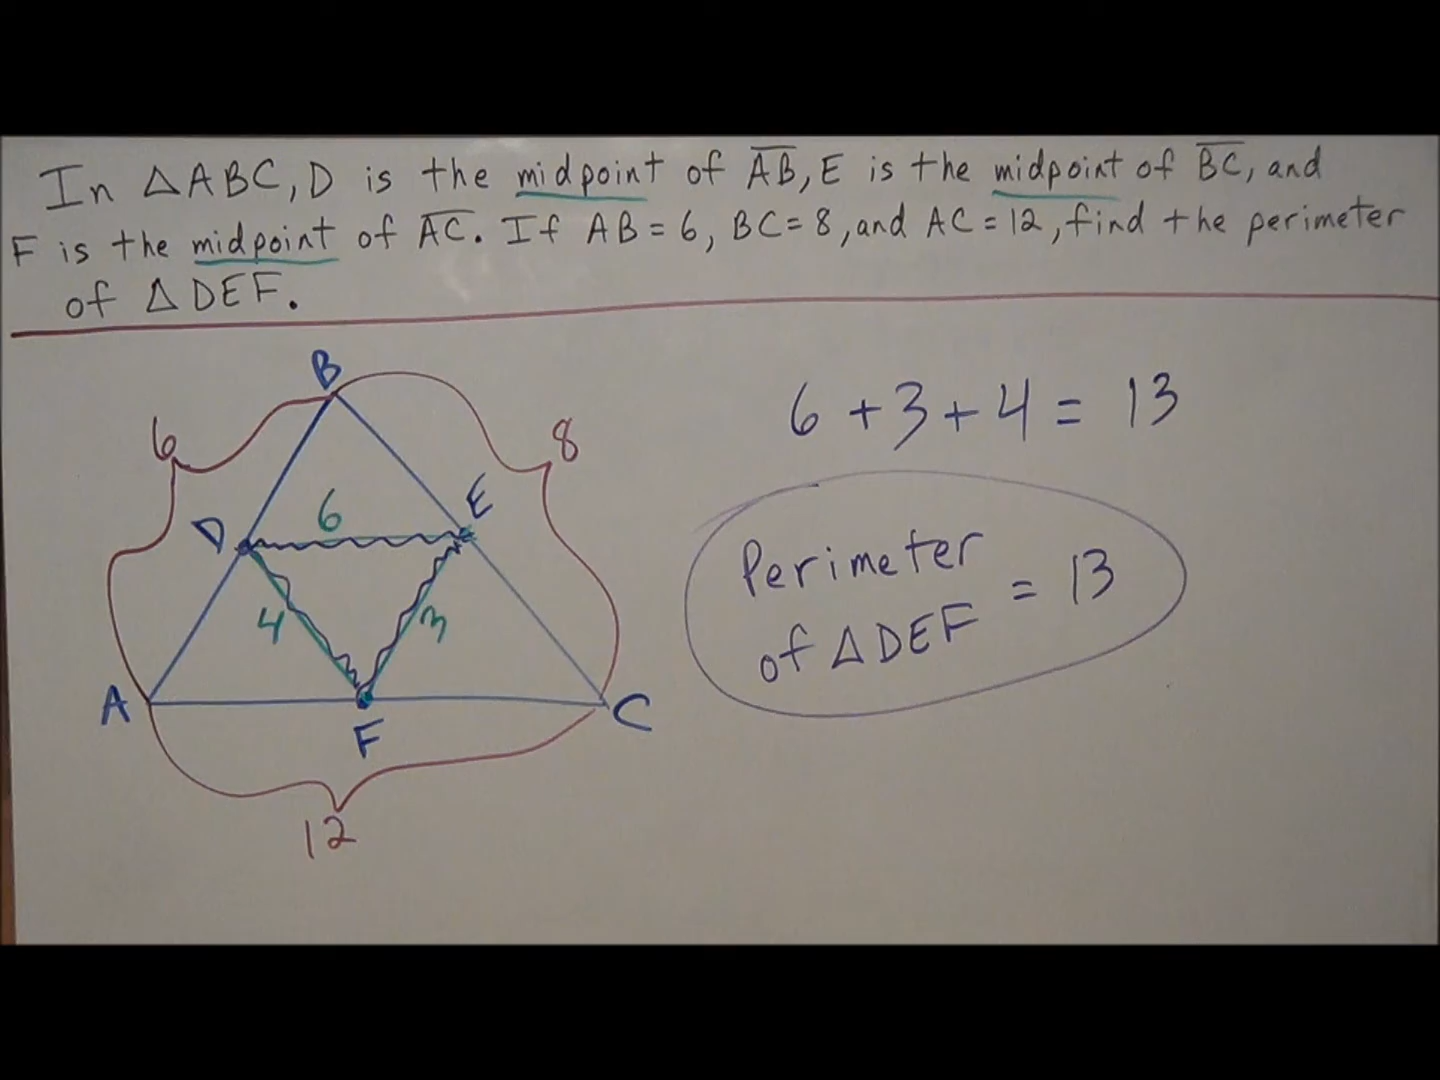 In △ABC, D is the midpoint of A̅B̅, E is the midpoint of B̅C̅, and
F is the midpoint of A̅C̅. If AB = 6, BC = 8, and AC = 12, find the perimeter
of △DEF.
B
6
8
6 + 3 + 4 = 13
D
6
E
4
3
Perimeter
of △DEF = 13
A
F
C
12